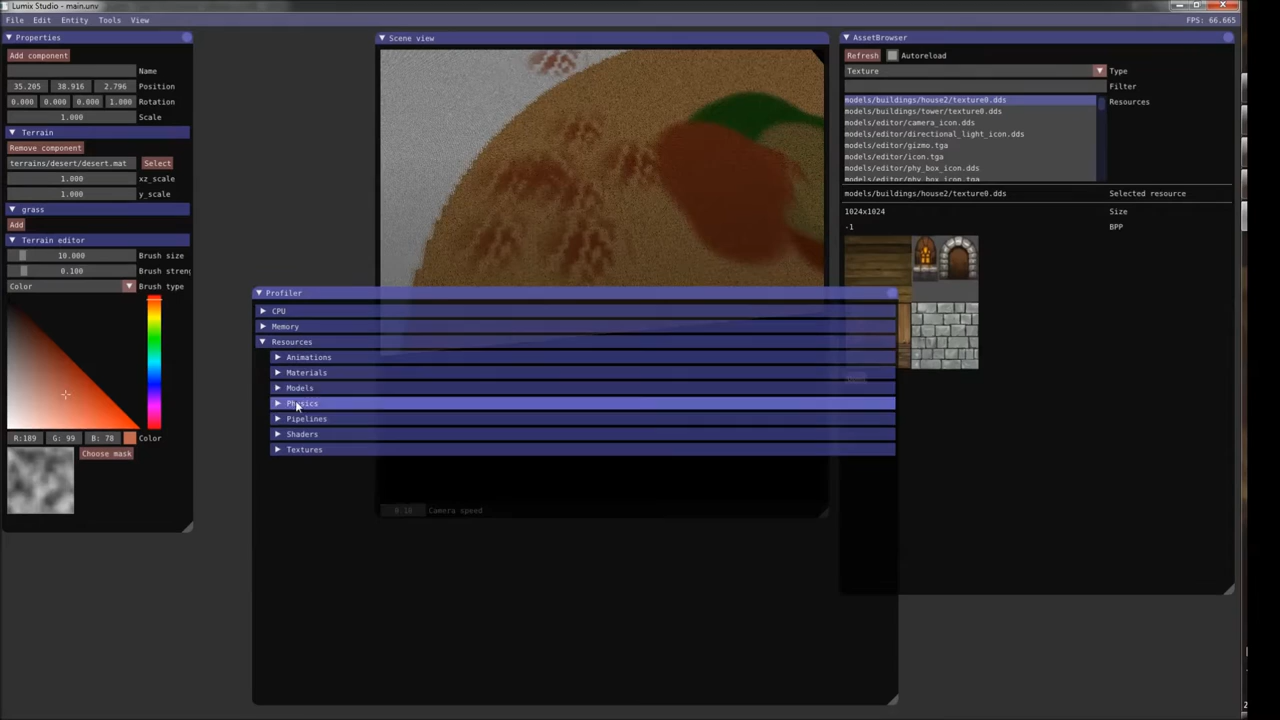 Lumix Studio - main.unv
File Edit Entity Tools View
FPS: 66.665
Properties
Add component
Name
35.205 38.916 2.796 Position
0.000 0.000 0.000 1.000 Rotation
1.000 Scale
Terrain
Remove component
terrains/desert/desert.mat Select
1.000 xz_scale
1.000 y_scale
grass
Add
Terrain editor
10.000 Brush size
0.100 Brush streng
Color Brush type
R:189 G: 99 B: 78 Color
Choose mask
Scene view
0.10 Camera speed
Profiler
CPU
Memory
Resources
Animations
Materials
Models
Physics
Pipelines
Shaders
Textures
AssetBrowser
Refresh Autoreload
Texture Type
Filter
models/buildings/house2/texture0.dds Resources
models/buildings/tower/texture0.dds
models/editor/camera_icon.dds
models/editor/directional_light_icon.dds
models/editor/gizmo.tga
models/editor/icon.tga
models/editor/phy_box_icon.dds
models/editor/phy_box_icon.tga
models/buildings/house2/texture0.dds Selected resource
1024x1024 Size
-1 BPP